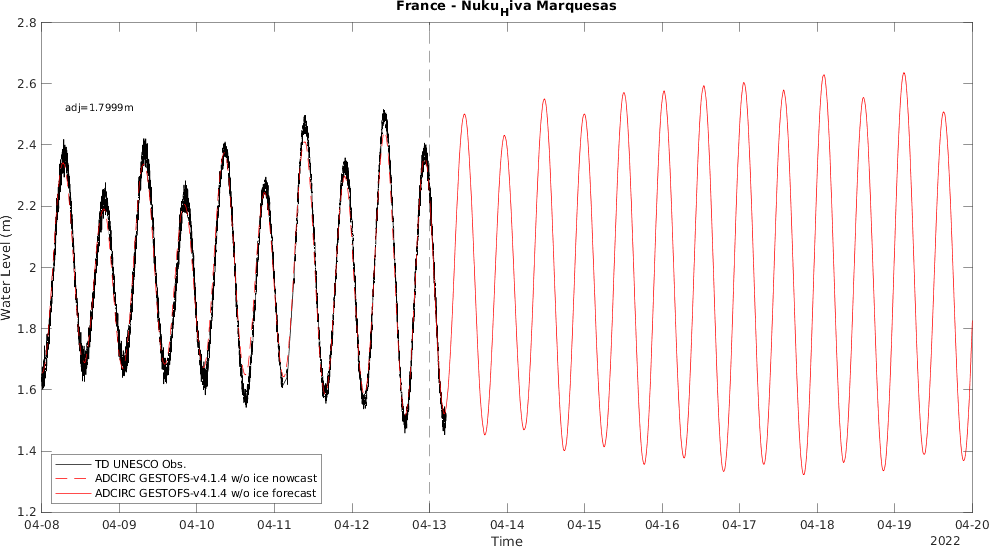 France - Nuku_Hiva Marquesas
2.8
2.6
adj=1.7999m
2.4
2.2
2
1.8
1.6
1.4
1.2
Water Level (m)
TD UNESCO Obs.
ADCIRC GESTOFS-v4.1.4 w/o ice nowcast
ADCIRC GESTOFS-v4.1.4 w/o ice forecast
04-08 04-09 04-10 04-11 04-12 04-13 04-14 04-15 04-16 04-17 04-18 04-19 04-20
Time
2022